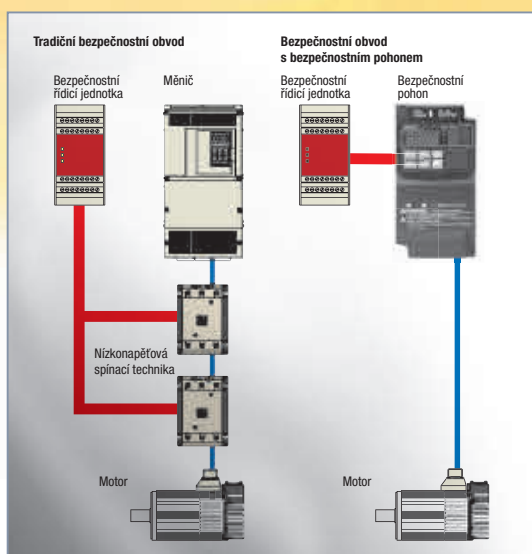 Tradiční bezpečnostní obvod
Bezpečnostní
řídicí jednotka
Měnič
Nízkonapěťová
spínací technika
Motor
Bezpečnostní obvod
s bezpečnostním pohonem
Bezpečnostní
řídicí jednotka
Bezpečnostní
pohon
Motor